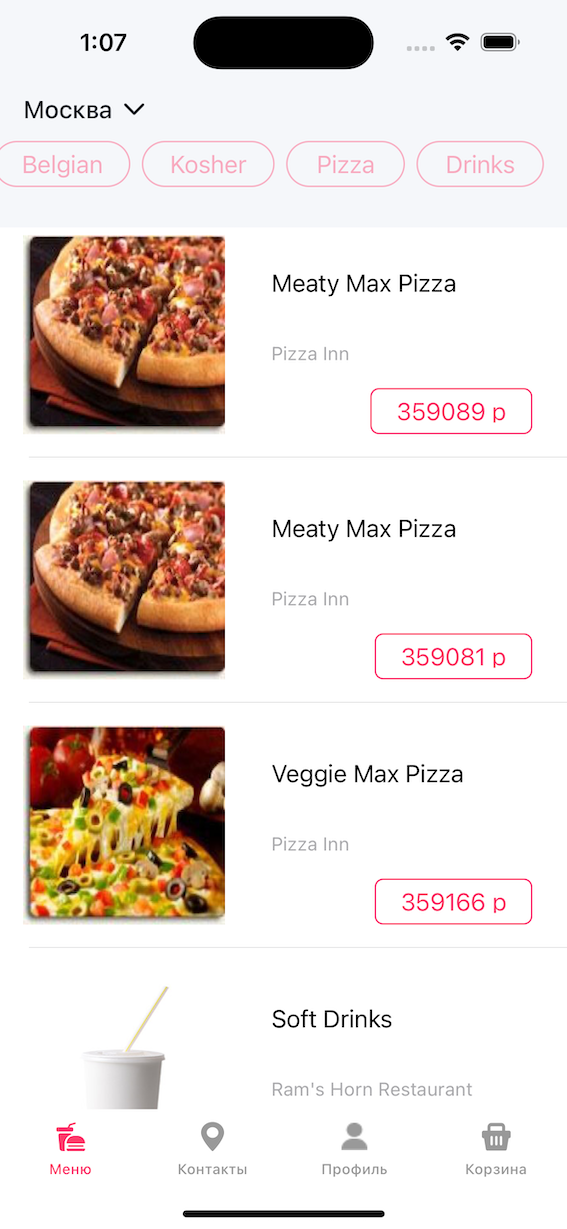 1:07
Москва
Belgian Kosher Pizza Drinks
Meaty Max Pizza
Pizza Inn
359089 р
Meaty Max Pizza
Pizza Inn
359081 р
Veggie Max Pizza
Pizza Inn
359166 р
Soft Drinks
Ram's Horn Restaurant
Меню Контакты Профиль Корзина